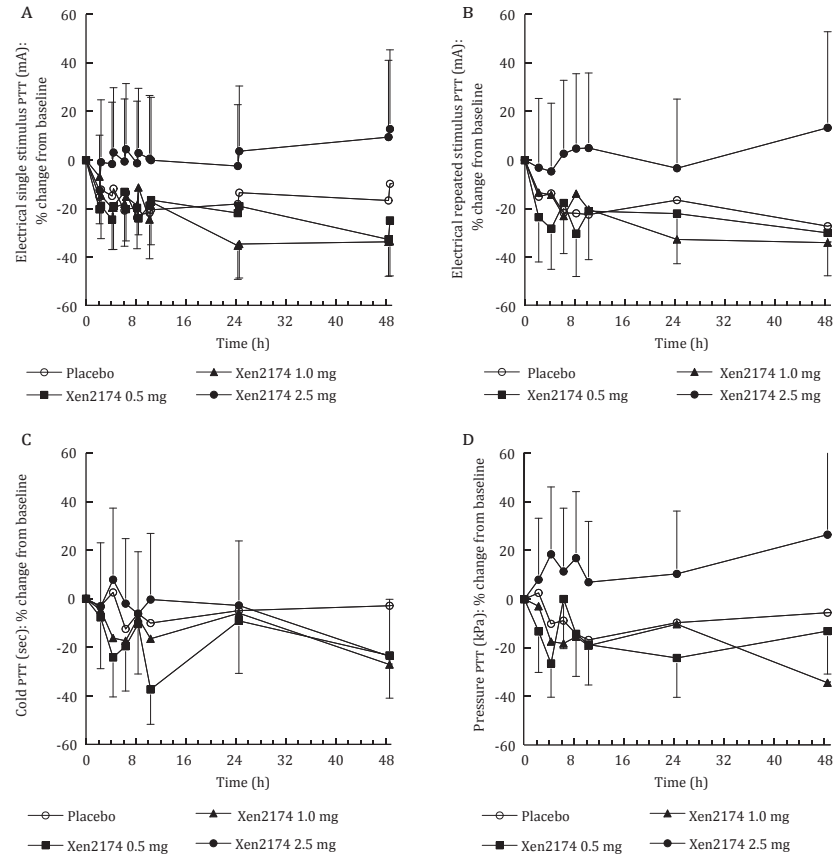 A
Electrical single stimulus PTT (mA):
% change from baseline
60
40
20
0
-20
-40
-60
0 8 16 24 32 40 48
Time (h)
Placebo
Xen2174 1.0 mg
Xen2174 0.5 mg
Xen2174 2.5 mg
B
Electrical repeated stimulus PTT (mA):
% change from baseline
60
40
20
0
-20
-40
-60
0 8 16 24 32 40 48
Time (h)
Placebo
Xen2174 1.0 mg
Xen2174 0.5 mg
Xen2174 2.5 mg
C
Cold PTT (sec): % change from baseline
60
40
20
0
-20
-40
-60
0 8 16 24 32 40 48
Time (h)
Placebo
Xen2174 1.0 mg
Xen2174 0.5 mg
Xen2174 2.5 mg
D
Pressure PTT (kPa): % change from baseline
60
40
20
0
-20
-40
-60
0 8 16 24 32 40 48
Time (h)
Placebo
Xen2174 1.0 mg
Xen2174 0.5 mg
Xen2174 2.5 mg